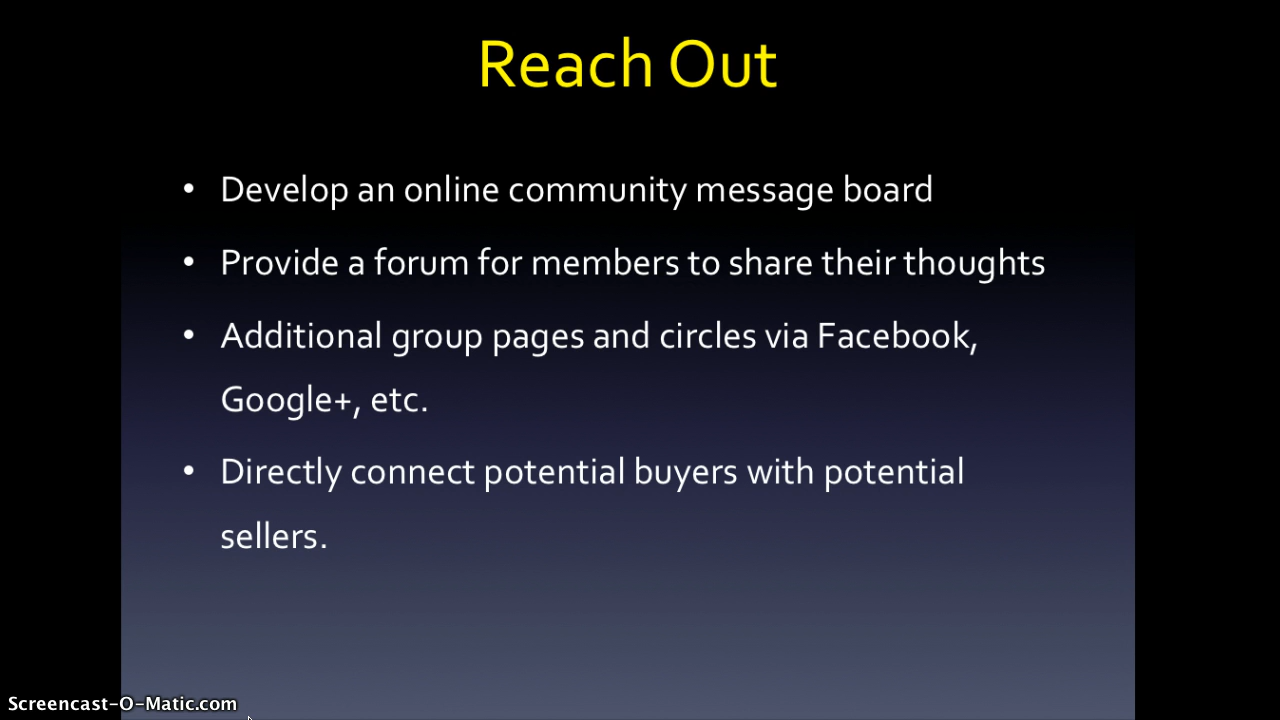 Reach Out
• Develop an online community message board
• Provide a forum for members to share their thoughts
• Additional group pages and circles via Facebook,
Google+, etc.
• Directly connect potential buyers with potential
sellers.
Screencast-O-Matic.com